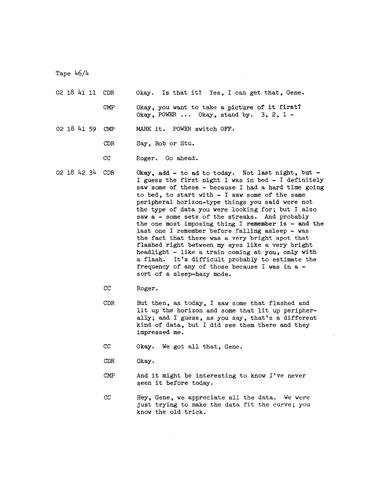 Tape 46/4
02 18 41 11 CDR Okay. Is that it? Yes, I can get that, Gene.
CMP Okay, you want to take a picture of it first?
Okay, POWER ... Okay, stand by. 3, 2, 1 -
02 18 41 59 CMP MARK it. POWER switch OFF.
CDR Say, Bob or Stu.
CC Roger. Go ahead.
02 18 42 34 CDR Okay, add - to ad to today. Not last night, but -
I guess the first night I was in bed - I definitely
saw some of these - because I had a hard time going
to bed, to start with - I saw some of the same
peripheral horizon-type things you said were not
the type of data you were looking for; but I also
saw a - some sets of the streaks. And probably
the one most imposing thing I remember is - and the
last one I remember before falling asleep - was
the fact that there was a very bright spot that
flashed right between my eyes like a very bright
headlight - like a train coming at you, only with
a flash. It's difficult probably to estimate the
frequency of any of those because I was in a -
sort of a sleep-hazy mode.
CC Roger.
CDR But then, as today, I saw some that flashed and
lit up the horizon and some that lit up peripher-
ally; and I guess, as you say, that's a different
kind of data, but I did see them there and they
impressed me.
CC Okay. We got all that, Gene.
CDR Okay.
CMP And it might be interesting to know I've never
seen it before today.
CC Hey, Gene, we appreciate all the data. We were
just trying to make the data fit the curve; you
know the old trick.